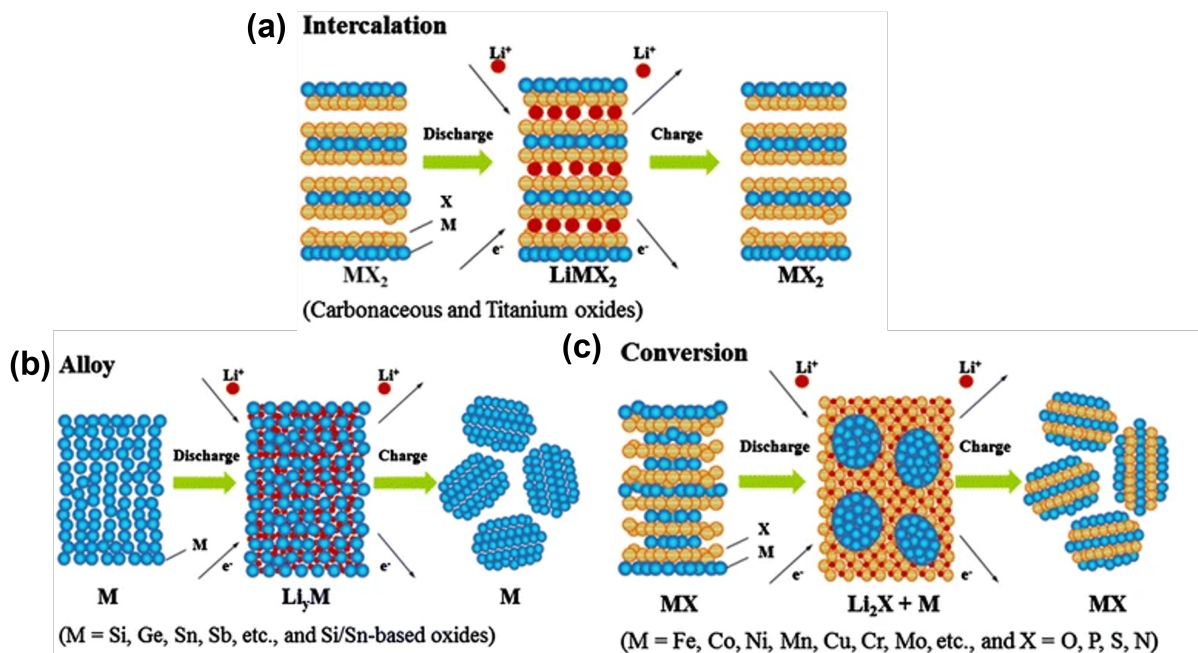 (a) Intercalation
Li⁺
Li⁺
Discharge
Charge
X
M
e⁻
e⁻
MX₂
LiMX₂
MX₂
(Carbonaceous and Titanium oxides)
(b) Alloy
Li⁺
Li⁺
Discharge
Charge
M
e⁻
e⁻
M
LiᵧM
M
(M = Si, Ge, Sn, Sb, etc., and Si/Sn-based oxides)
(c) Conversion
Li⁺
Li⁺
Discharge
Charge
X
M
e⁻
e⁻
MX
Li₂X + M
MX
(M = Fe, Co, Ni, Mn, Cu, Cr, Mo, etc., and X = O, P, S, N)